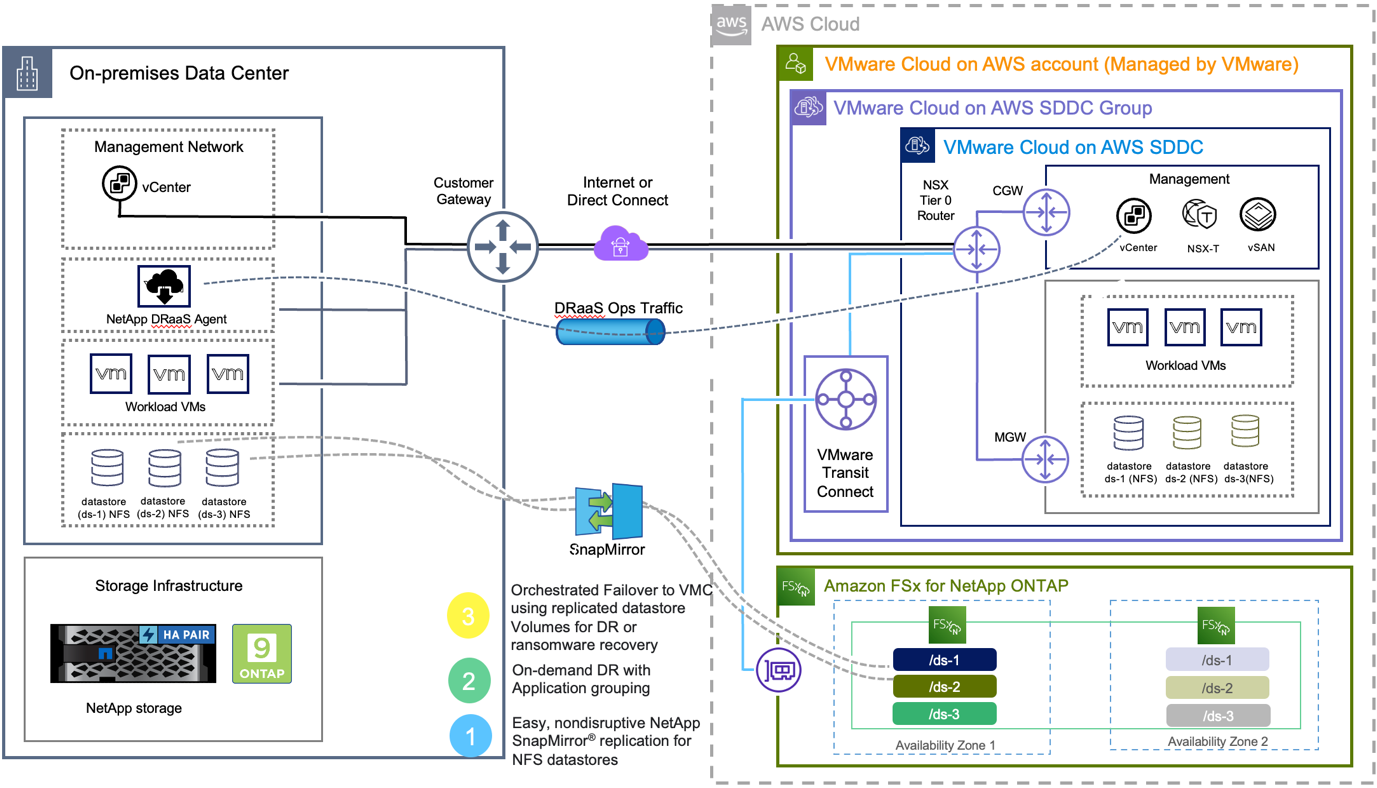 aws
AWS Cloud
On-premises Data Center
VMware Cloud on AWS account (Managed by VMware)
VMware Cloud on AWS SDDC Group
VMware Cloud on AWS SDDC
Management Network
vCenter
Customer
Gateway
Internet or
Direct Connect
NSX
Tier 0
Router
CGW
Management
vCenter
NSX-T
vSAN
NetApp DRaaS Agent
DRaaS Ops Traffic
vm
vm
vm
Workload VMs
vm
vm
vm
Workload VMs
VMware
Transit
Connect
MGW
datastore
ds-1 (NFS)
datastore
ds-2 (NFS)
datastore
ds-3(NFS)
datastore
(ds-1) NFS
datastore
(ds-2) NFS
datastore
(ds-3) NFS
SnapMirror
Storage Infrastructure
HA PAIR
9
ONTAP
NetApp storage
3
Orchestrated Failover to VMC
using replicated datastore
Volumes for DR or
ransomware recovery
2
On-demand DR with
Application grouping
1
Easy, nondisruptive NetApp
SnapMirror® replication for
NFS datastores
FSx
N
Amazon FSx for NetApp ONTAP
FSx
N
/ds-1
/ds-2
/ds-3
Availability Zone 1
FSx
N
/ds-1
/ds-2
/ds-3
Availability Zone 2